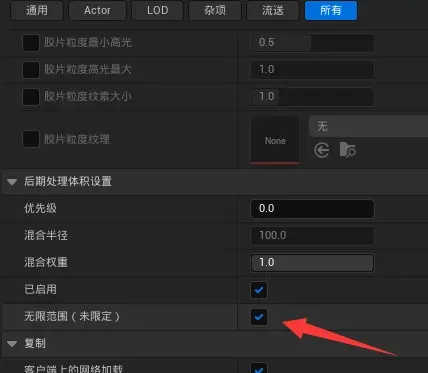 通用 Actor LOD 杂项 流送 所有
胶片粒度最小高光 0.5
胶片粒度高光最大 1.0
胶片粒度纹素大小 1.0
胶片粒度纹理 None 无
后期处理体积设置
优先级 0.0
混合半径 100.0
混合权重 1.0
已启用
无限范围（未限定）
复制
客户端上的网络加载